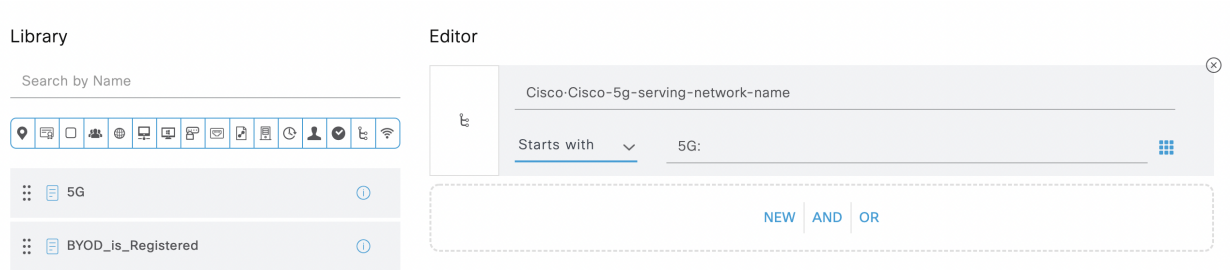 Library
Search by Name
5G
BYOD_is_Registered
Editor
Cisco·Cisco-5g-serving-network-name
Starts with
5G:
NEW AND OR